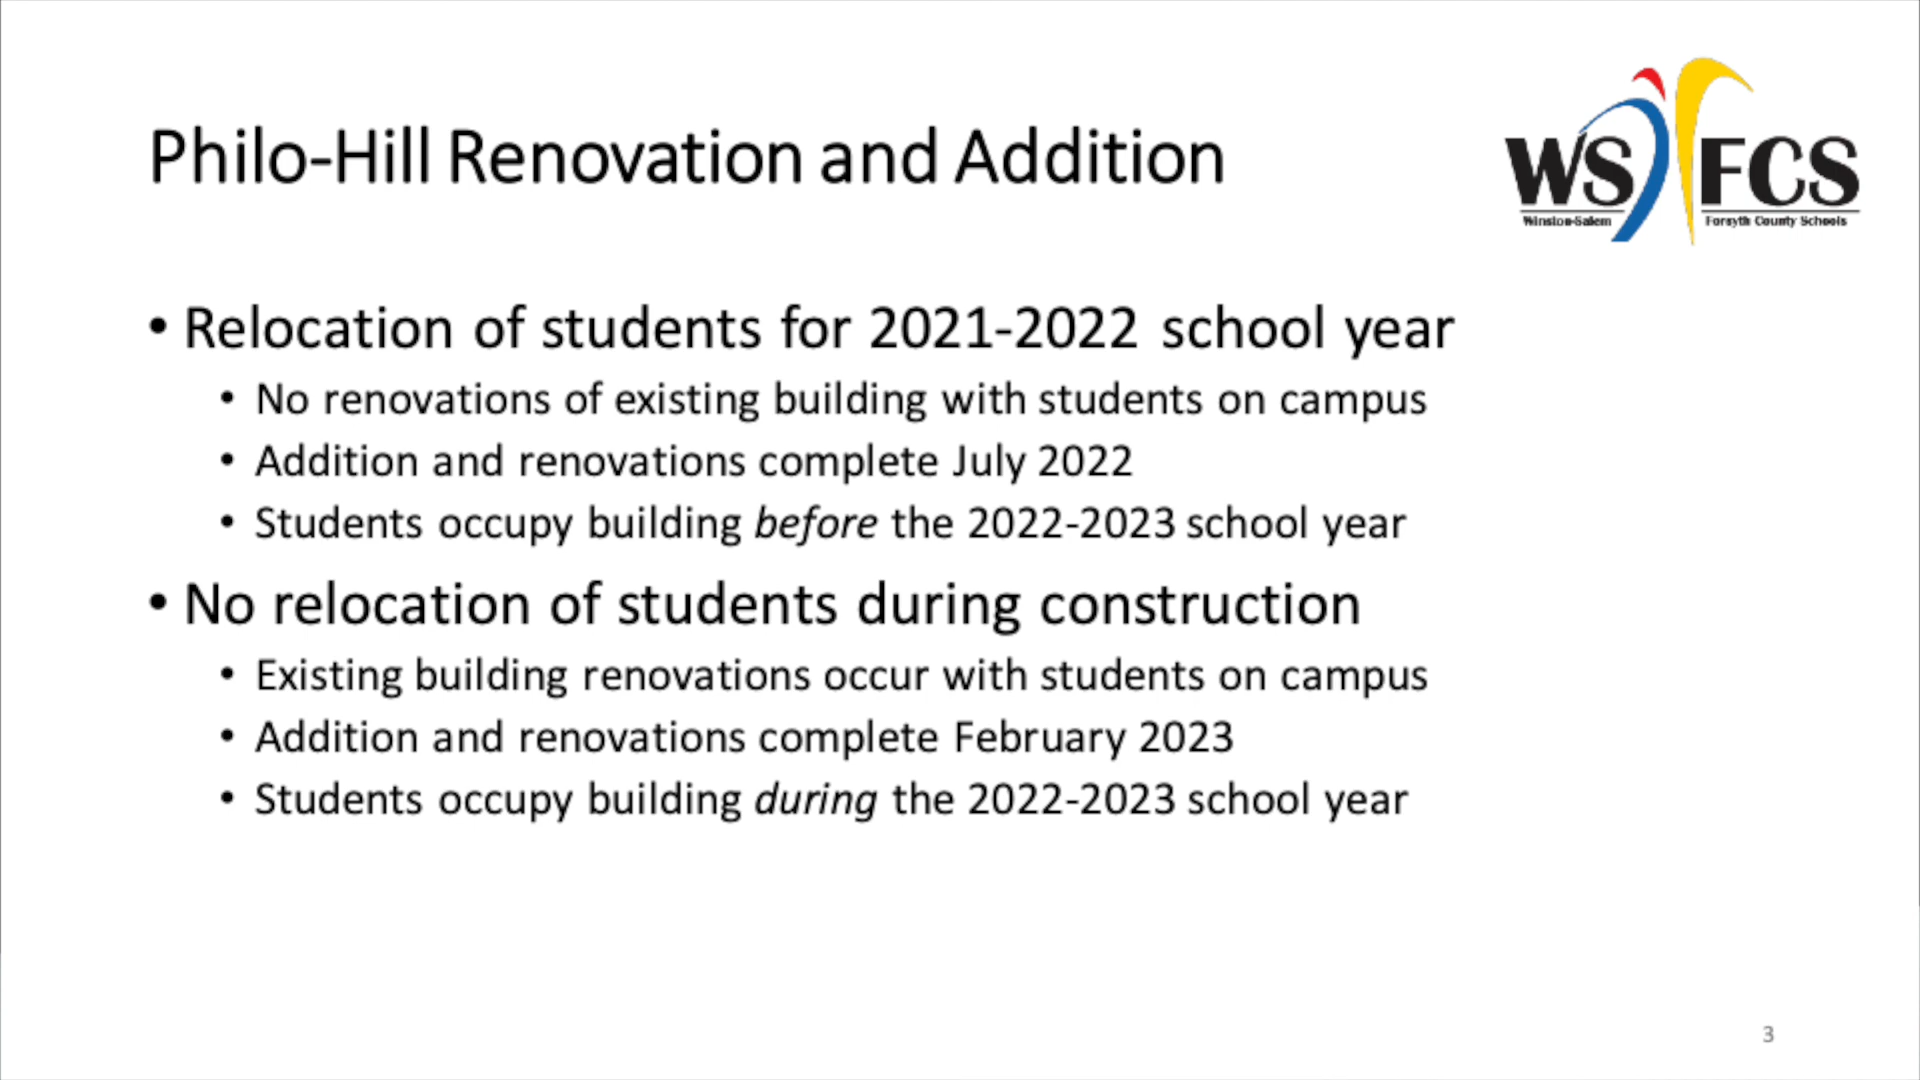 Philo-Hill Renovation and Addition
WS FCS
Winston-Salem Forsyth County Schools
• Relocation of students for 2021-2022 school year
• No renovations of existing building with students on campus
• Addition and renovations complete July 2022
• Students occupy building before the 2022-2023 school year
• No relocation of students during construction
• Existing building renovations occur with students on campus
• Addition and renovations complete February 2023
• Students occupy building during the 2022-2023 school year
3